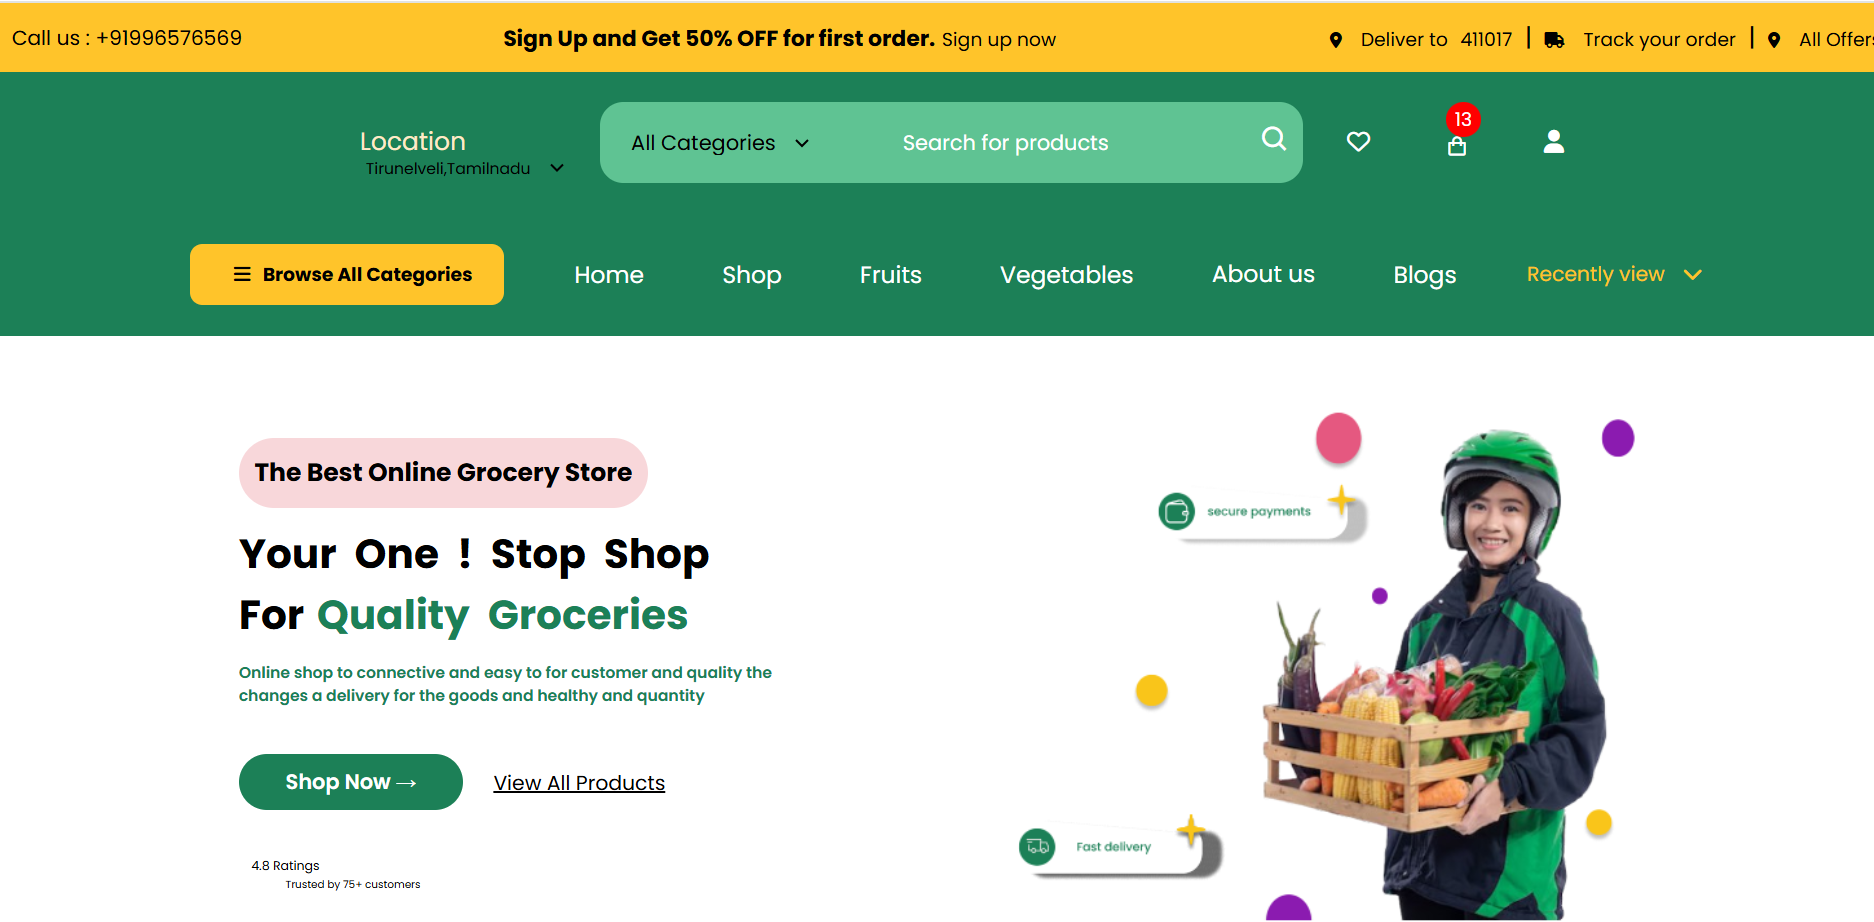 Call us : +91996576569
Sign Up and Get 50% OFF for first order. Sign up now
Deliver to 411017
Track your order
All Offers
Location
Tirunelveli,Tamilnadu
All Categories
Search for products
13
Browse All Categories
Home
Shop
Fruits
Vegetables
About us
Blogs
Recently view
The Best Online Grocery Store
Your One ! Stop Shop
For Quality Groceries
Online shop to connective and easy to for customer and quality the
changes a delivery for the goods and healthy and quantity
Shop Now →
View All Products
4.8 Ratings
Trusted by 75+ customers
secure payments
Fast delivery